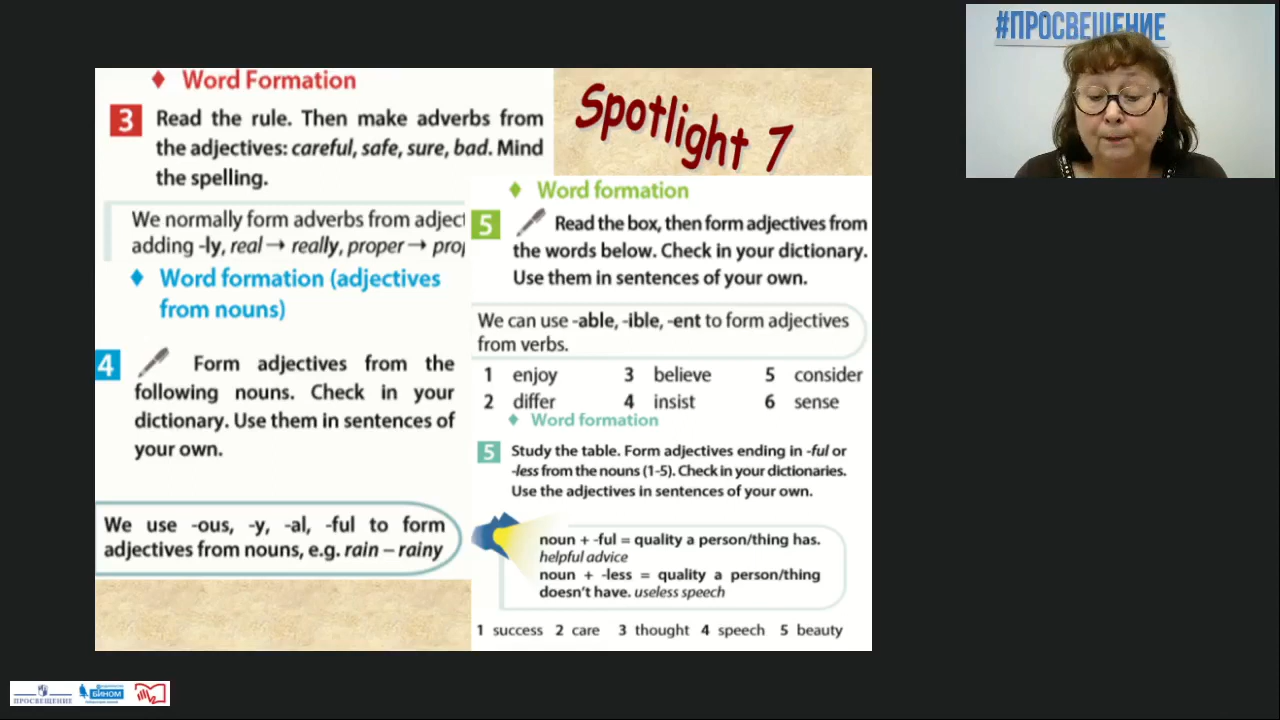 #ПРОСВЕЩЕНИЕ
Spotlight 7
♦ Word Formation
3 Read the rule. Then make adverbs from
the adjectives: careful, safe, sure, bad. Mind
the spelling.
We normally form adverbs from adject
adding -ly, real → really, proper → prop
♦ Word formation (adjectives
from nouns)
4 Form adjectives from the
following nouns. Check in your
dictionary. Use them in sentences of
your own.
We use -ous, -y, -al, -ful to form
adjectives from nouns, e.g. rain – rainy
♦ Word formation
5 Read the box, then form adjectives from
the words below. Check in your dictionary.
Use them in sentences of your own.
We can use -able, -ible, -ent to form adjectives
from verbs.
1 enjoy 3 believe 5 consider
2 differ 4 insist 6 sense
♦ Word formation
5 Study the table. Form adjectives ending in -ful or
-less from the nouns (1-5). Check in your dictionaries.
Use the adjectives in sentences of your own.
noun + -ful = quality a person/thing has.
helpful advice
noun + -less = quality a person/thing
doesn't have. useless speech
1 success 2 care 3 thought 4 speech 5 beauty
ПРОСВЕЩЕНИЕ
БИНОМ